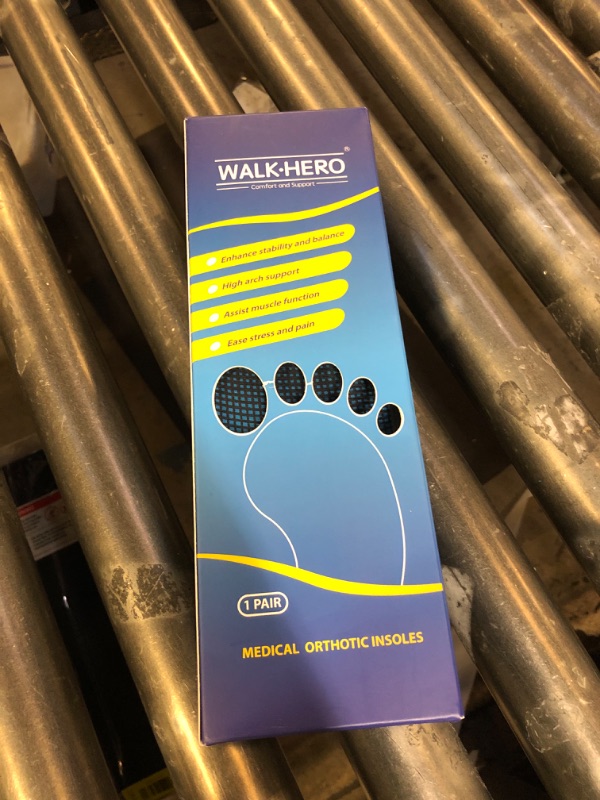 WALK·HERO®
Comfort and Support
Enhance stability and balance
High arch support
Assist muscle function
Ease stress and pain
1 PAIR
MEDICAL ORTHOTIC INSOLES